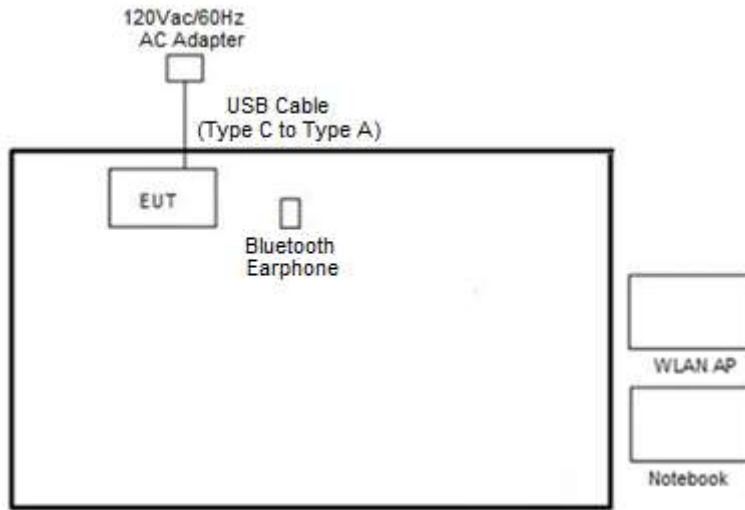 120Vac/60Hz
AC Adapter
USB Cable
(Type C to Type A)
EUT
Bluetooth
Earphone
WLAN AP
Notebook